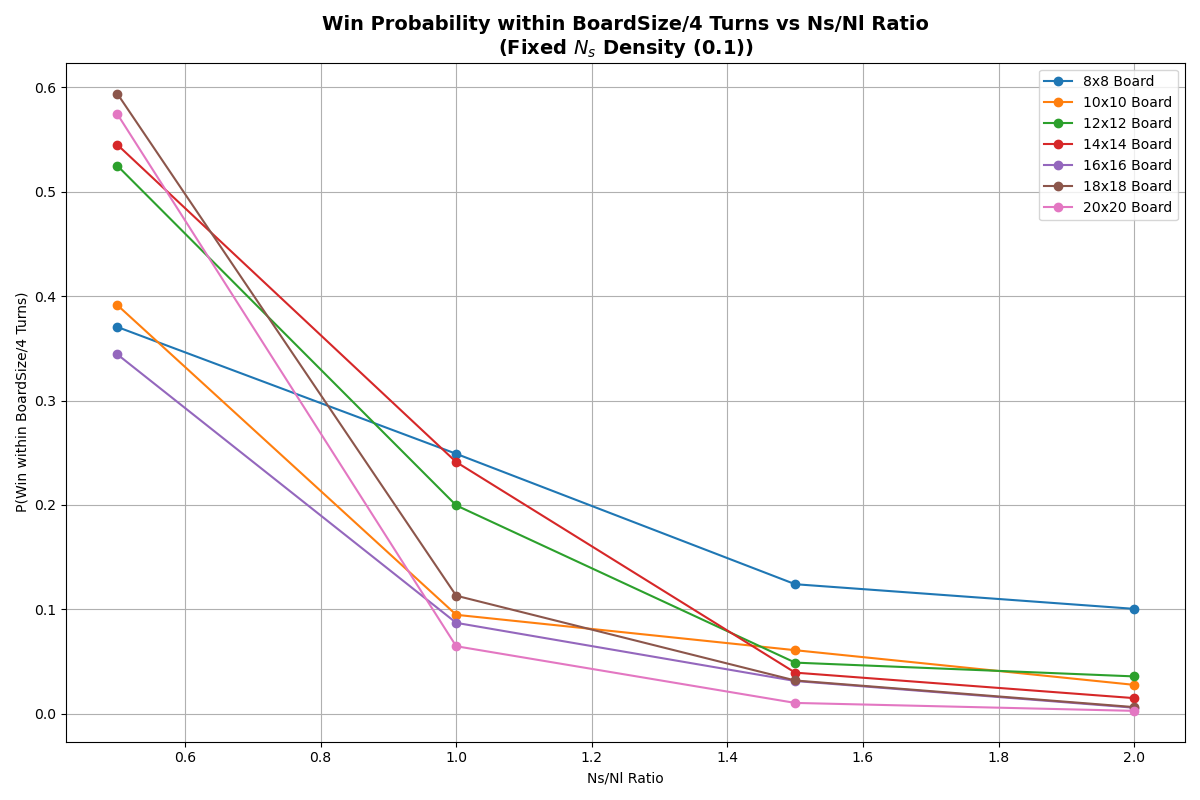 Win Probability within BoardSize/4 Turns vs Ns/Nl Ratio
(Fixed $N_s$ Density (0.1))
8x8 Board
10x10 Board
12x12 Board
14x14 Board
16x16 Board
18x18 Board
20x20 Board
P(Win within BoardSize/4 Turns)
0.6
0.5
0.4
0.3
0.2
0.1
0.0
0.6
0.8
1.0
1.2
1.4
1.6
1.8
2.0
Ns/Nl Ratio